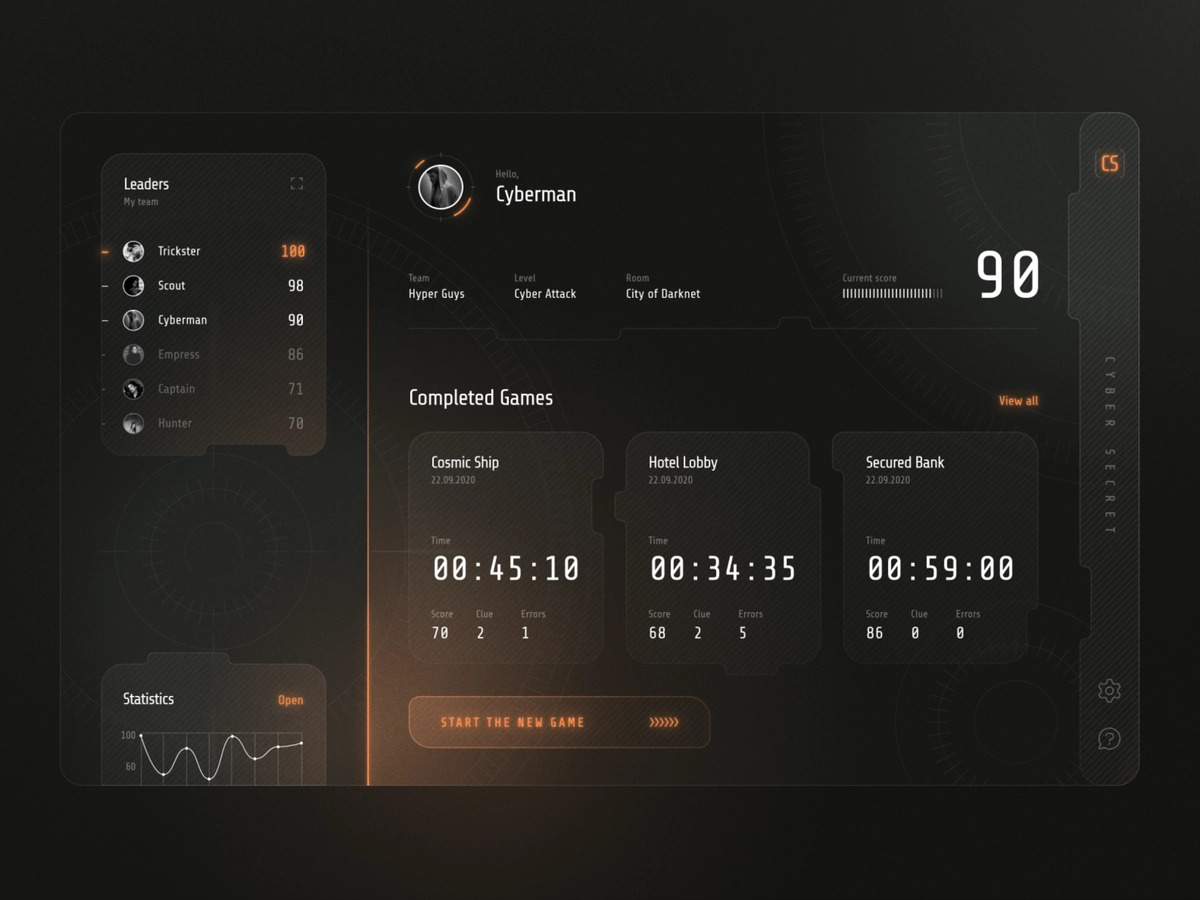 Leaders
My team
Trickster 100
Scout 98
Cyberman 90
Empress 86
Captain 71
Hunter 70
Statistics Open
100
60
Hello,
Cyberman
Team Level Room Current score
Hyper Guys Cyber Attack City of Darknet
90
Completed Games View all
Cosmic Ship
22.09.2020
Time
00:45:10
Score Clue Errors
70 2 1
Hotel Lobby
22.09.2020
Time
00:34:35
Score Clue Errors
68 2 5
Secured Bank
22.09.2020
Time
00:59:00
Score Clue Errors
86 0 0
START THE NEW GAME
CS
CYBER SECRET